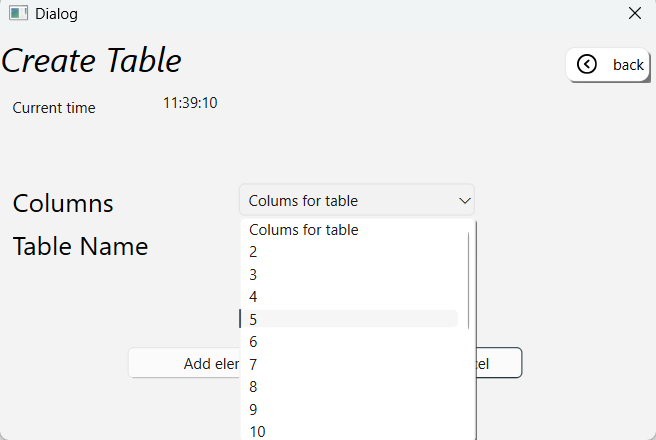 Dialog
Create Table
back
Current time 11:39:10
Columns Colums for table
Colums for table
Table Name
2
3
4
5
6
Add eler
cel
7
8
9
10